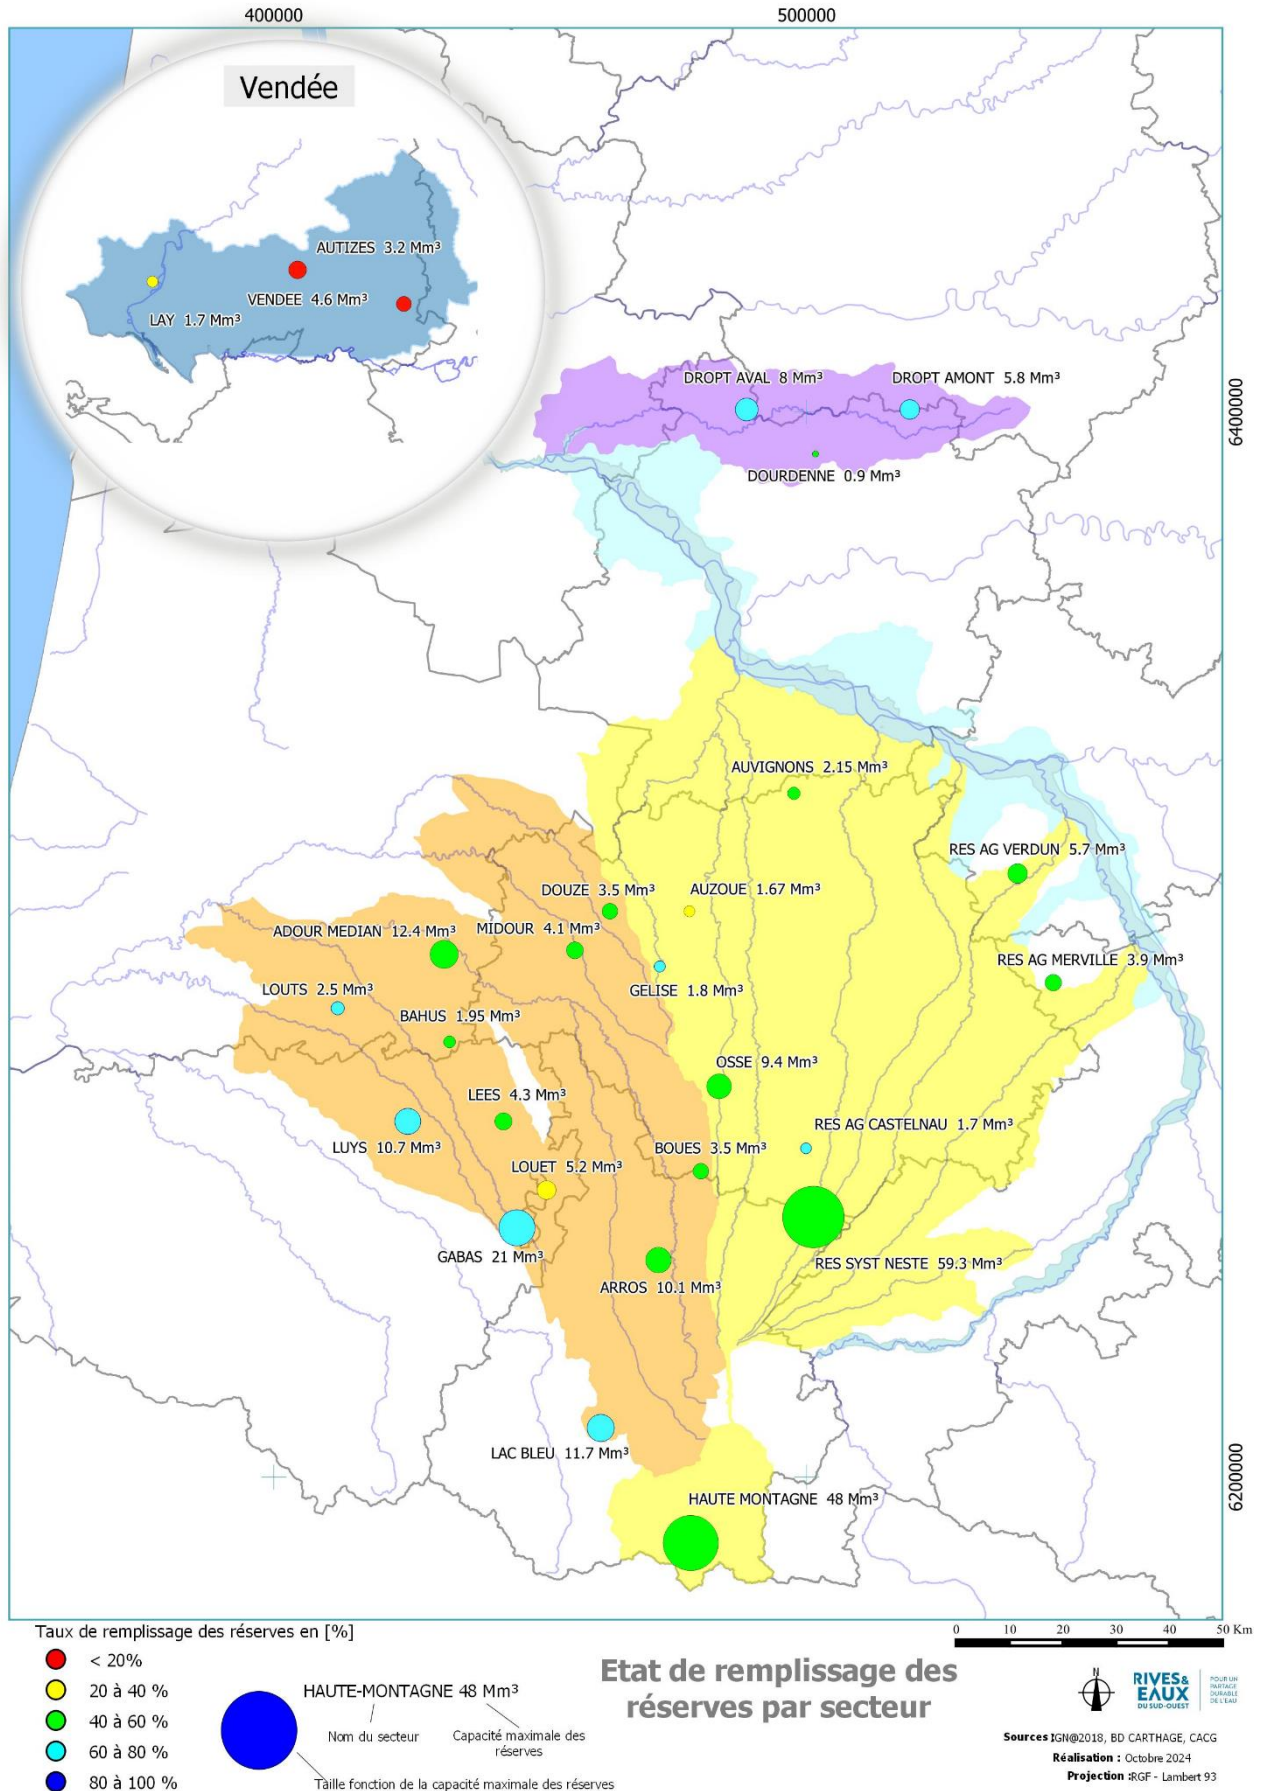 400000
500000
Vendée
AUTIZES 3.2 Mm³
VENDEE 4.6 Mm³
LAY 1.7 Mm³
DROPT AVAL 8 Mm³
DROPT AMONT 5.8 Mm³
6400000
DOURDENNE 0.9 Mm³
AUVIGNONS 2.15 Mm³
RES AG VERDUN 5.7 Mm³
DOUZE 3.5 Mm³
AUZOUE 1.67 Mm³
ADOUR MEDIAN 12.4 Mm³
MIDOUR 4.1 Mm³
RES AG MERVILLE 3.9 Mm³
LOUTS 2.5 Mm³
GELISE 1.8 Mm³
BAHUS 1.95 Mm³
OSSE 9.4 Mm³
LEES 4.3 Mm³
RES AG CASTELNAU 1.7 Mm³
LUYS 10.7 Mm³
BOUES 3.5 Mm³
LOUET 5.2 Mm³
GABAS 21 Mm³
RES SYST NESTE 59.3 Mm³
ARROS 10.1 Mm³
LAC BLEU 11.7 Mm³
6200000
HAUTE MONTAGNE 48 Mm³
Taux de remplissage des réserves en [%]
< 20%
20 à 40 %
40 à 60 %
60 à 80 %
80 à 100 %
HAUTE-MONTAGNE 48 Mm³
Nom du secteur
Capacité maximale des
réserves
Taille fonction de la capacité maximale des réserves
Etat de remplissage des
réserves par secteur
0 10 20 30 40 50 Km
N
RIVES&
EAUX
DU SUD-OUEST
POUR UN
PARTAGE
DURABLE
DE L'EAU
Sources :IGN@2018, BD CARTHAGE, CACG
Réalisation : Octobre 2024
Projection :RGF - Lambert 93